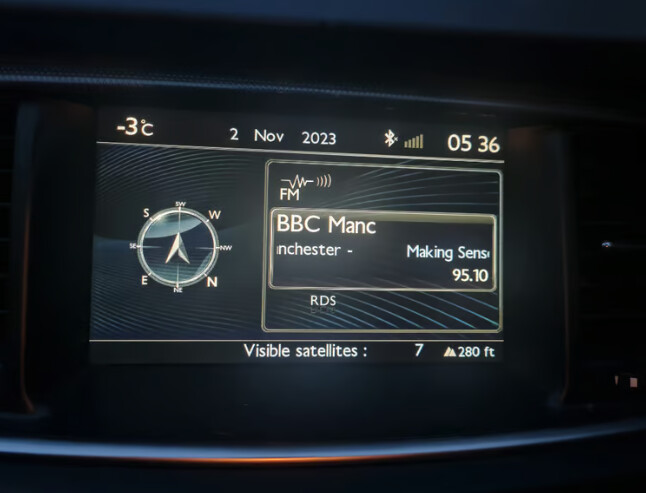 -3°C 2 Nov 2023 05 36
FM
BBC Manc
nchester - Making Sens
95.10
RDS
SW
S W
SE NW
E N
NE
Visible satellites : 7 280 ft